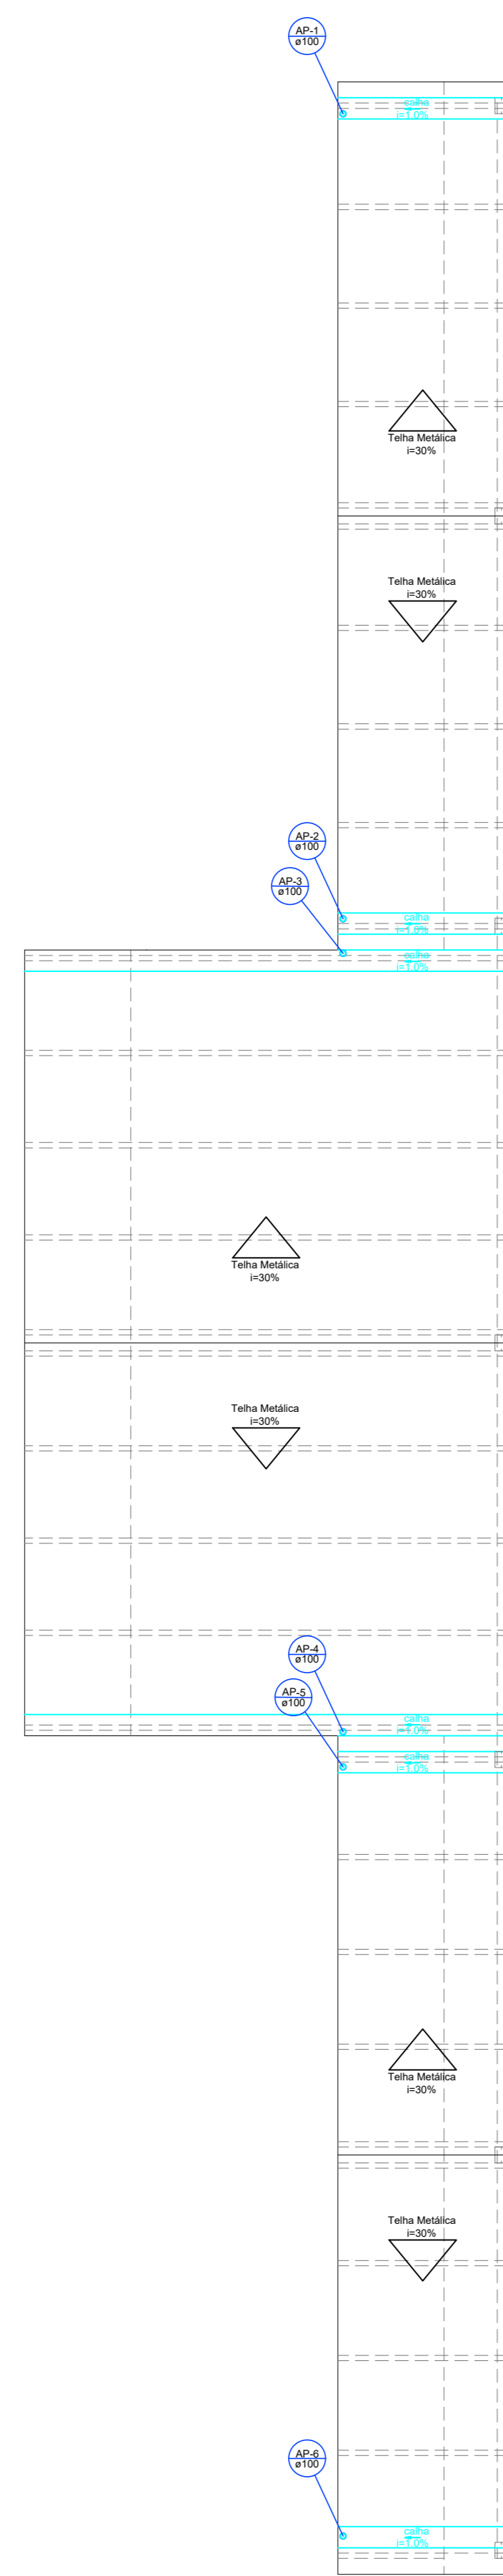 AP-1
ø100
calha
i=1.0%
Telha Metálica
i=30%
Telha Metálica
i=30%
AP-2
ø100
AP-3
ø100
calha
i=1.0%
calha
i=1.0%
Telha Metálica
i=30%
Telha Metálica
i=30%
AP-4
ø100
AP-5
ø100
calha
i=1.0%
calha
i=1.0%
Telha Metálica
i=30%
Telha Metálica
i=30%
AP-6
ø100
calha
i=1.0%